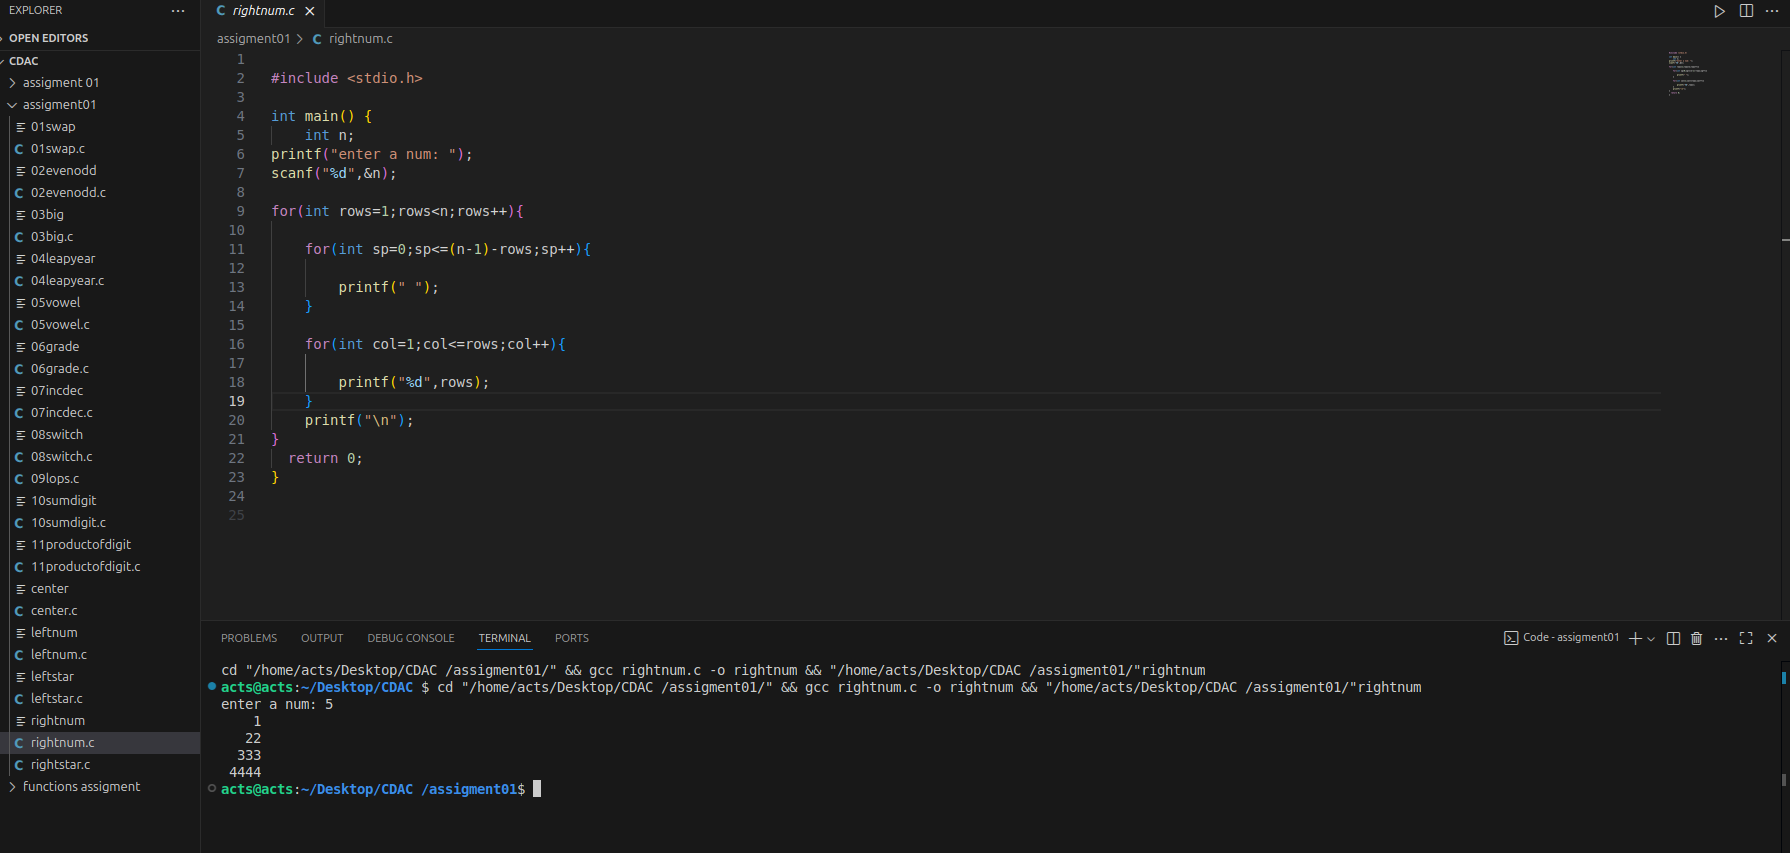 EXPLORER
OPEN EDITORS
CDAC
assigment 01
assigment01
01swap
01swap.c
02evenodd
02evenodd.c
03big
03big.c
04leapyear
04leapyear.c
05vowel
05vowel.c
06grade
06grade.c
07incdec
07incdec.c
08switch
08switch.c
09lops.c
10sumdigit
10sumdigit.c
11productofdigit
11productofdigit.c
center
center.c
leftnum
leftnum.c
leftstar
leftstar.c
rightnum
rightnum.c
rightstar.c
functions assigment
C rightnum.c
assigment01 > C rightnum.c
1
2 #include <stdio.h>
3
4 int main() {
5     int n;
6 printf("enter a num: ");
7 scanf("%d",&n);
8
9 for(int rows=1;rows<n;rows++){
10
11     for(int sp=0;sp<=(n-1)-rows;sp++){
12
13         printf(" ");
14     }
15
16     for(int col=1;col<=rows;col++){
17
18         printf("%d",rows);
19     }
20     printf("\n");
21 }
22   return 0;
23 }
24
25
PROBLEMS OUTPUT DEBUG CONSOLE TERMINAL PORTS
Code - assigment01
cd "/home/acts/Desktop/CDAC /assigment01/" && gcc rightnum.c -o rightnum && "/home/acts/Desktop/CDAC /assigment01/"rightnum
acts@acts:~/Desktop/CDAC $ cd "/home/acts/Desktop/CDAC /assigment01/" && gcc rightnum.c -o rightnum && "/home/acts/Desktop/CDAC /assigment01/"rightnum
enter a num: 5
    1
   22
  333
 4444
acts@acts:~/Desktop/CDAC /assigment01$